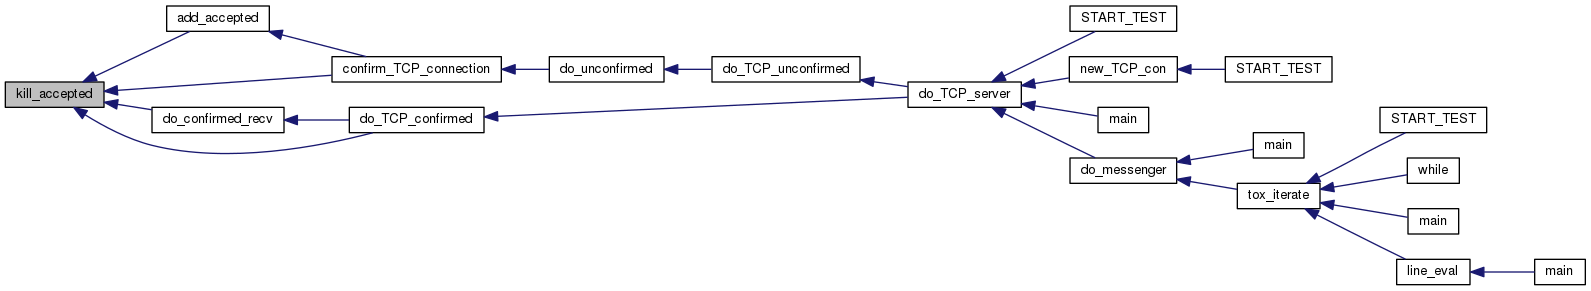 kill_accepted
add_accepted
confirm_TCP_connection
do_confirmed_recv
do_TCP_confirmed
do_unconfirmed
do_TCP_unconfirmed
do_TCP_server
START_TEST
new_TCP_con
START_TEST
main
do_messenger
main
tox_iterate
START_TEST
while
main
line_eval
main